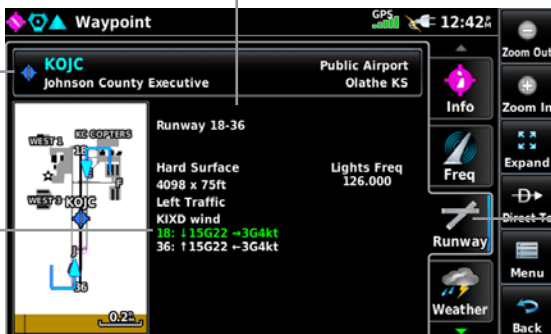 Waypoint
GPS
12:42
KOJC
Public Airport
Johnson County Executive
Olathe KS
Runway 18-36
Hard Surface
Lights Freq
4098 x 75ft
126.000
Left Traffic
KIXD wind
18: ↓15G22 →3G4kt
36: ↑15G22 ←3G4kt
WEST 1
KC COPTERS
18
F
WEST 3
KOJC
J
36
0.2
Info
Freq
Runway
Weather
Zoom Out
Zoom In
Expand
Direct To
Menu
Back